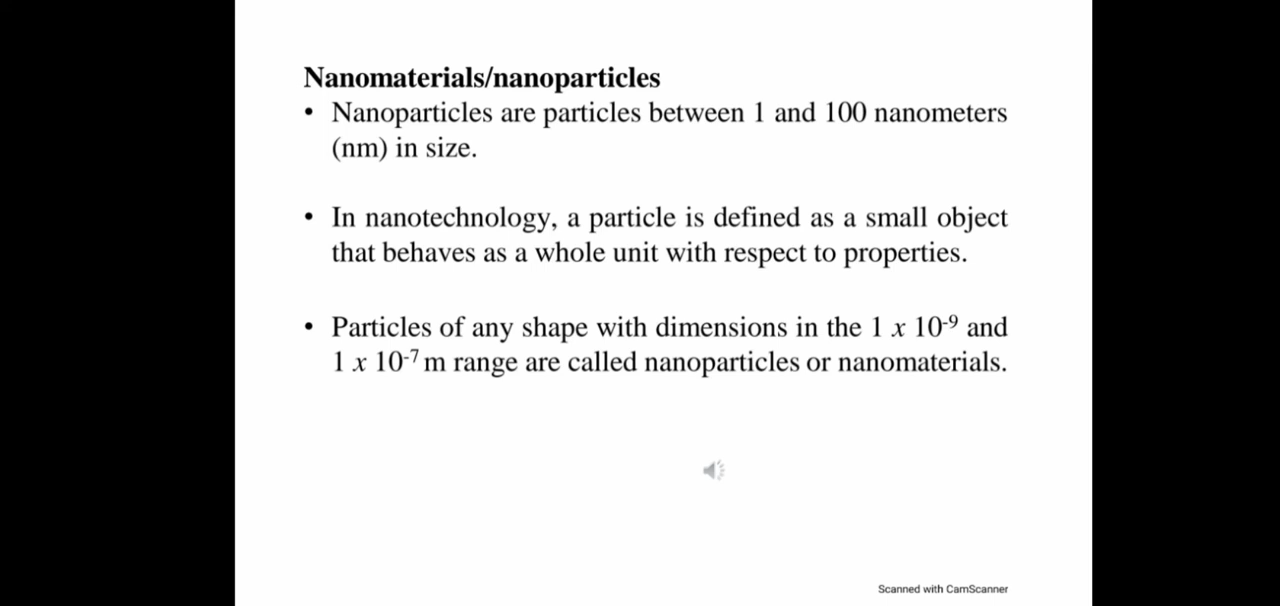 Nanomaterials/nanoparticles
• Nanoparticles are particles between 1 and 100 nanometers
(nm) in size.
• In nanotechnology, a particle is defined as a small object
that behaves as a whole unit with respect to properties.
• Particles of any shape with dimensions in the 1 x 10⁻⁹ and
1 x 10⁻⁷ m range are called nanoparticles or nanomaterials.
Scanned with CamScanner